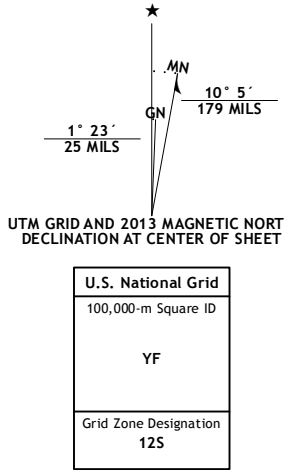 MN
10° 5´
179 MILS
GN
1° 23´
25 MILS
UTM GRID AND 2013 MAGNETIC NORT
DECLINATION AT CENTER OF SHEET
U.S. National Grid
100,000-m Square ID
YF
Grid Zone Designation
12S